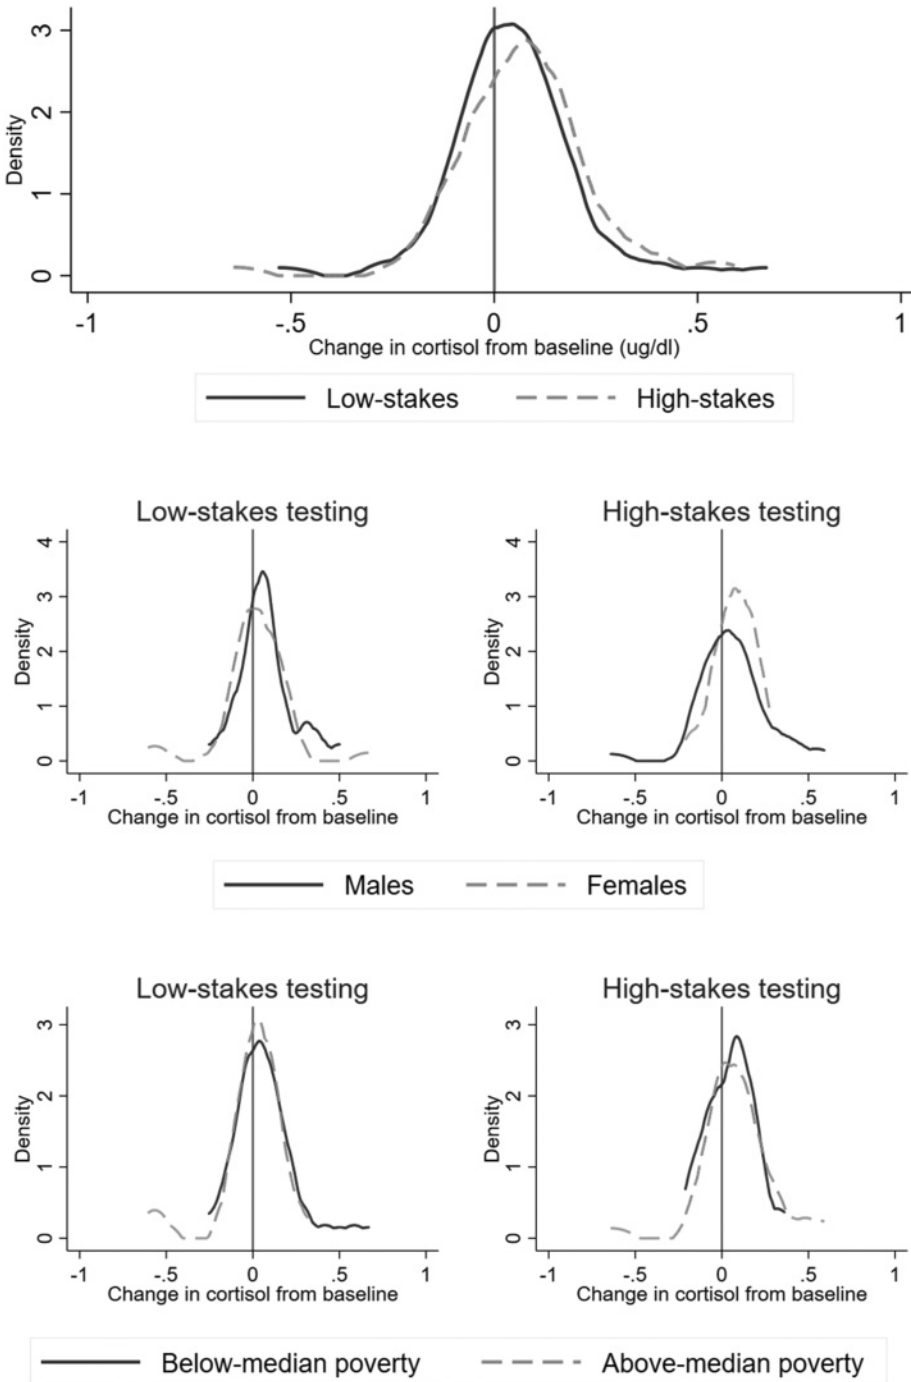 3
2
1
0
Density
-1 -.5 0 .5 1
Change in cortisol from baseline (ug/dl)
Low-stakes High-stakes
Low-stakes testing
4
3
2
1
0
Density
-1 -.5 0 .5 1
Change in cortisol from baseline
High-stakes testing
4
3
2
1
0
Density
-1 -.5 0 .5 1
Change in cortisol from baseline
Males Females
Low-stakes testing
3
2
1
0
Density
-1 -.5 0 .5 1
Change in cortisol from baseline
High-stakes testing
3
2
1
0
Density
-1 -.5 0 .5 1
Change in cortisol from baseline
Below-median poverty Above-median poverty